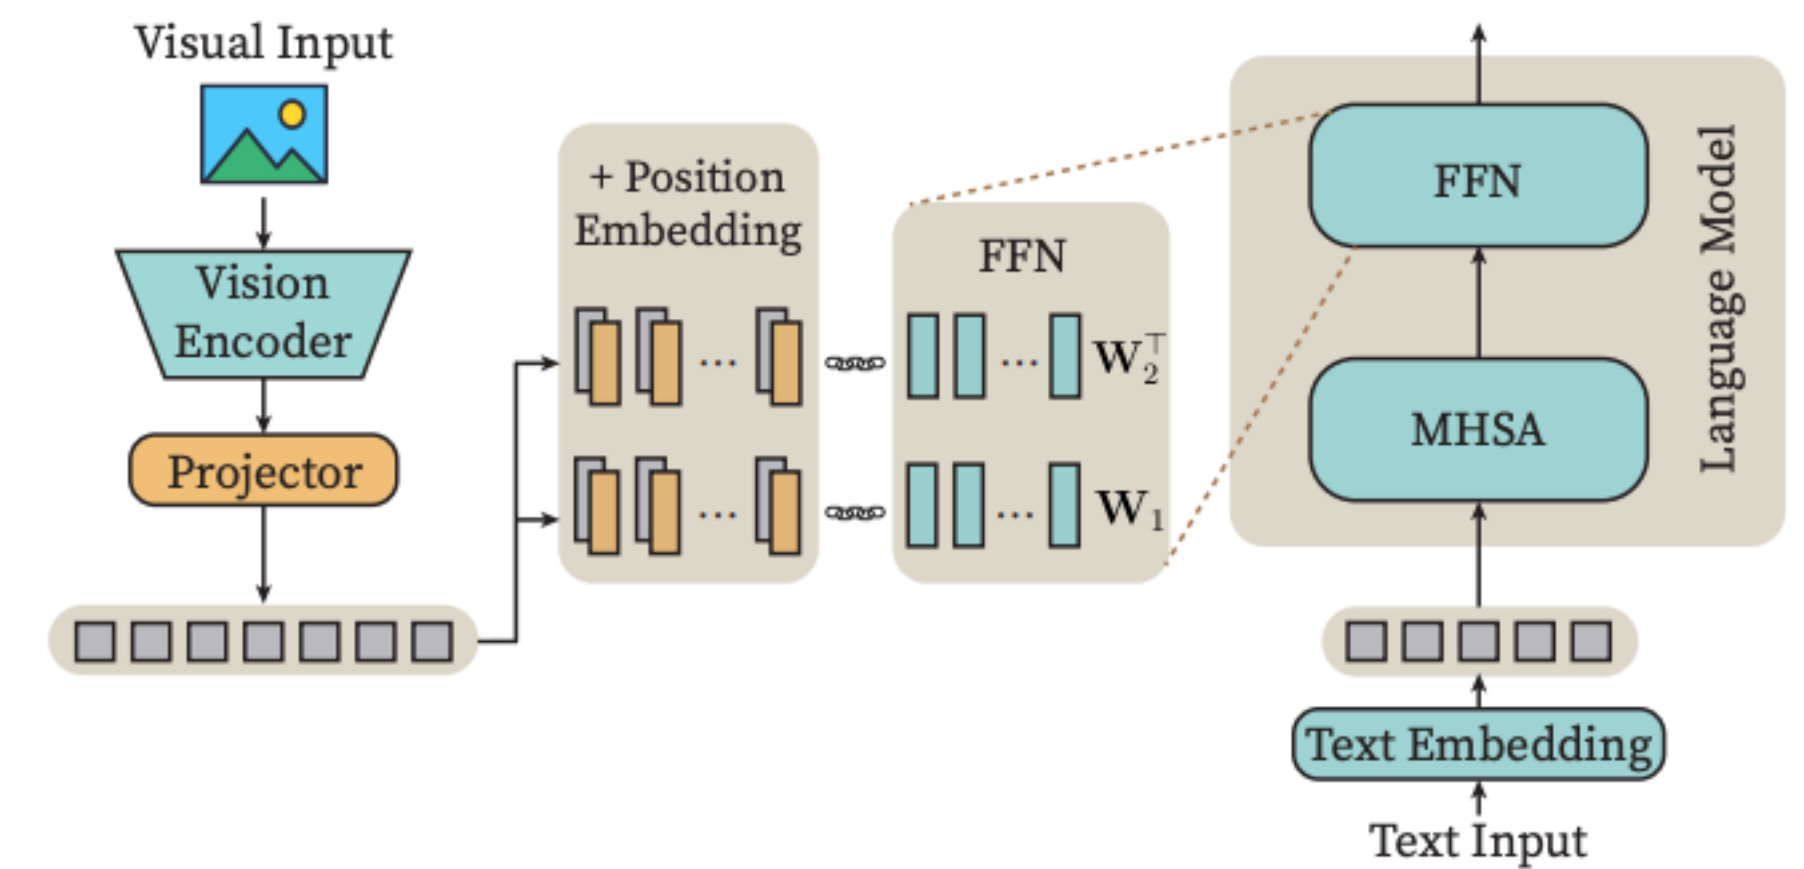 Visual Input
Vision
Encoder
Projector
+ Position
Embedding
...
...
FFN
... W₂⊤
... W₁
FFN
MHSA
Language Model
Text Embedding
Text Input